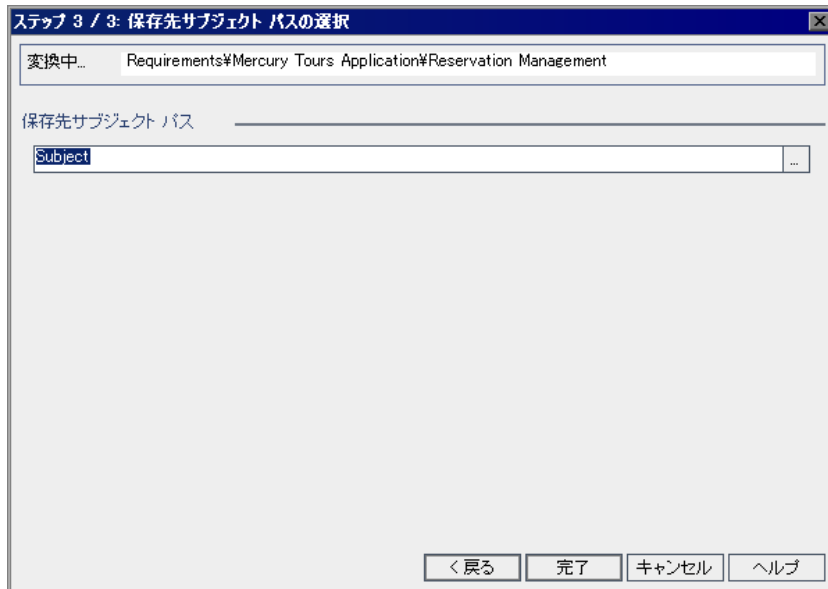 ステップ 3 / 3: 保存先サブジェクト パスの選択
変換中... Requirements¥Mercury Tours Application¥Reservation Management
保存先サブジェクト パス
Subject ...
< 戻る 完了 キャンセル ヘルプ